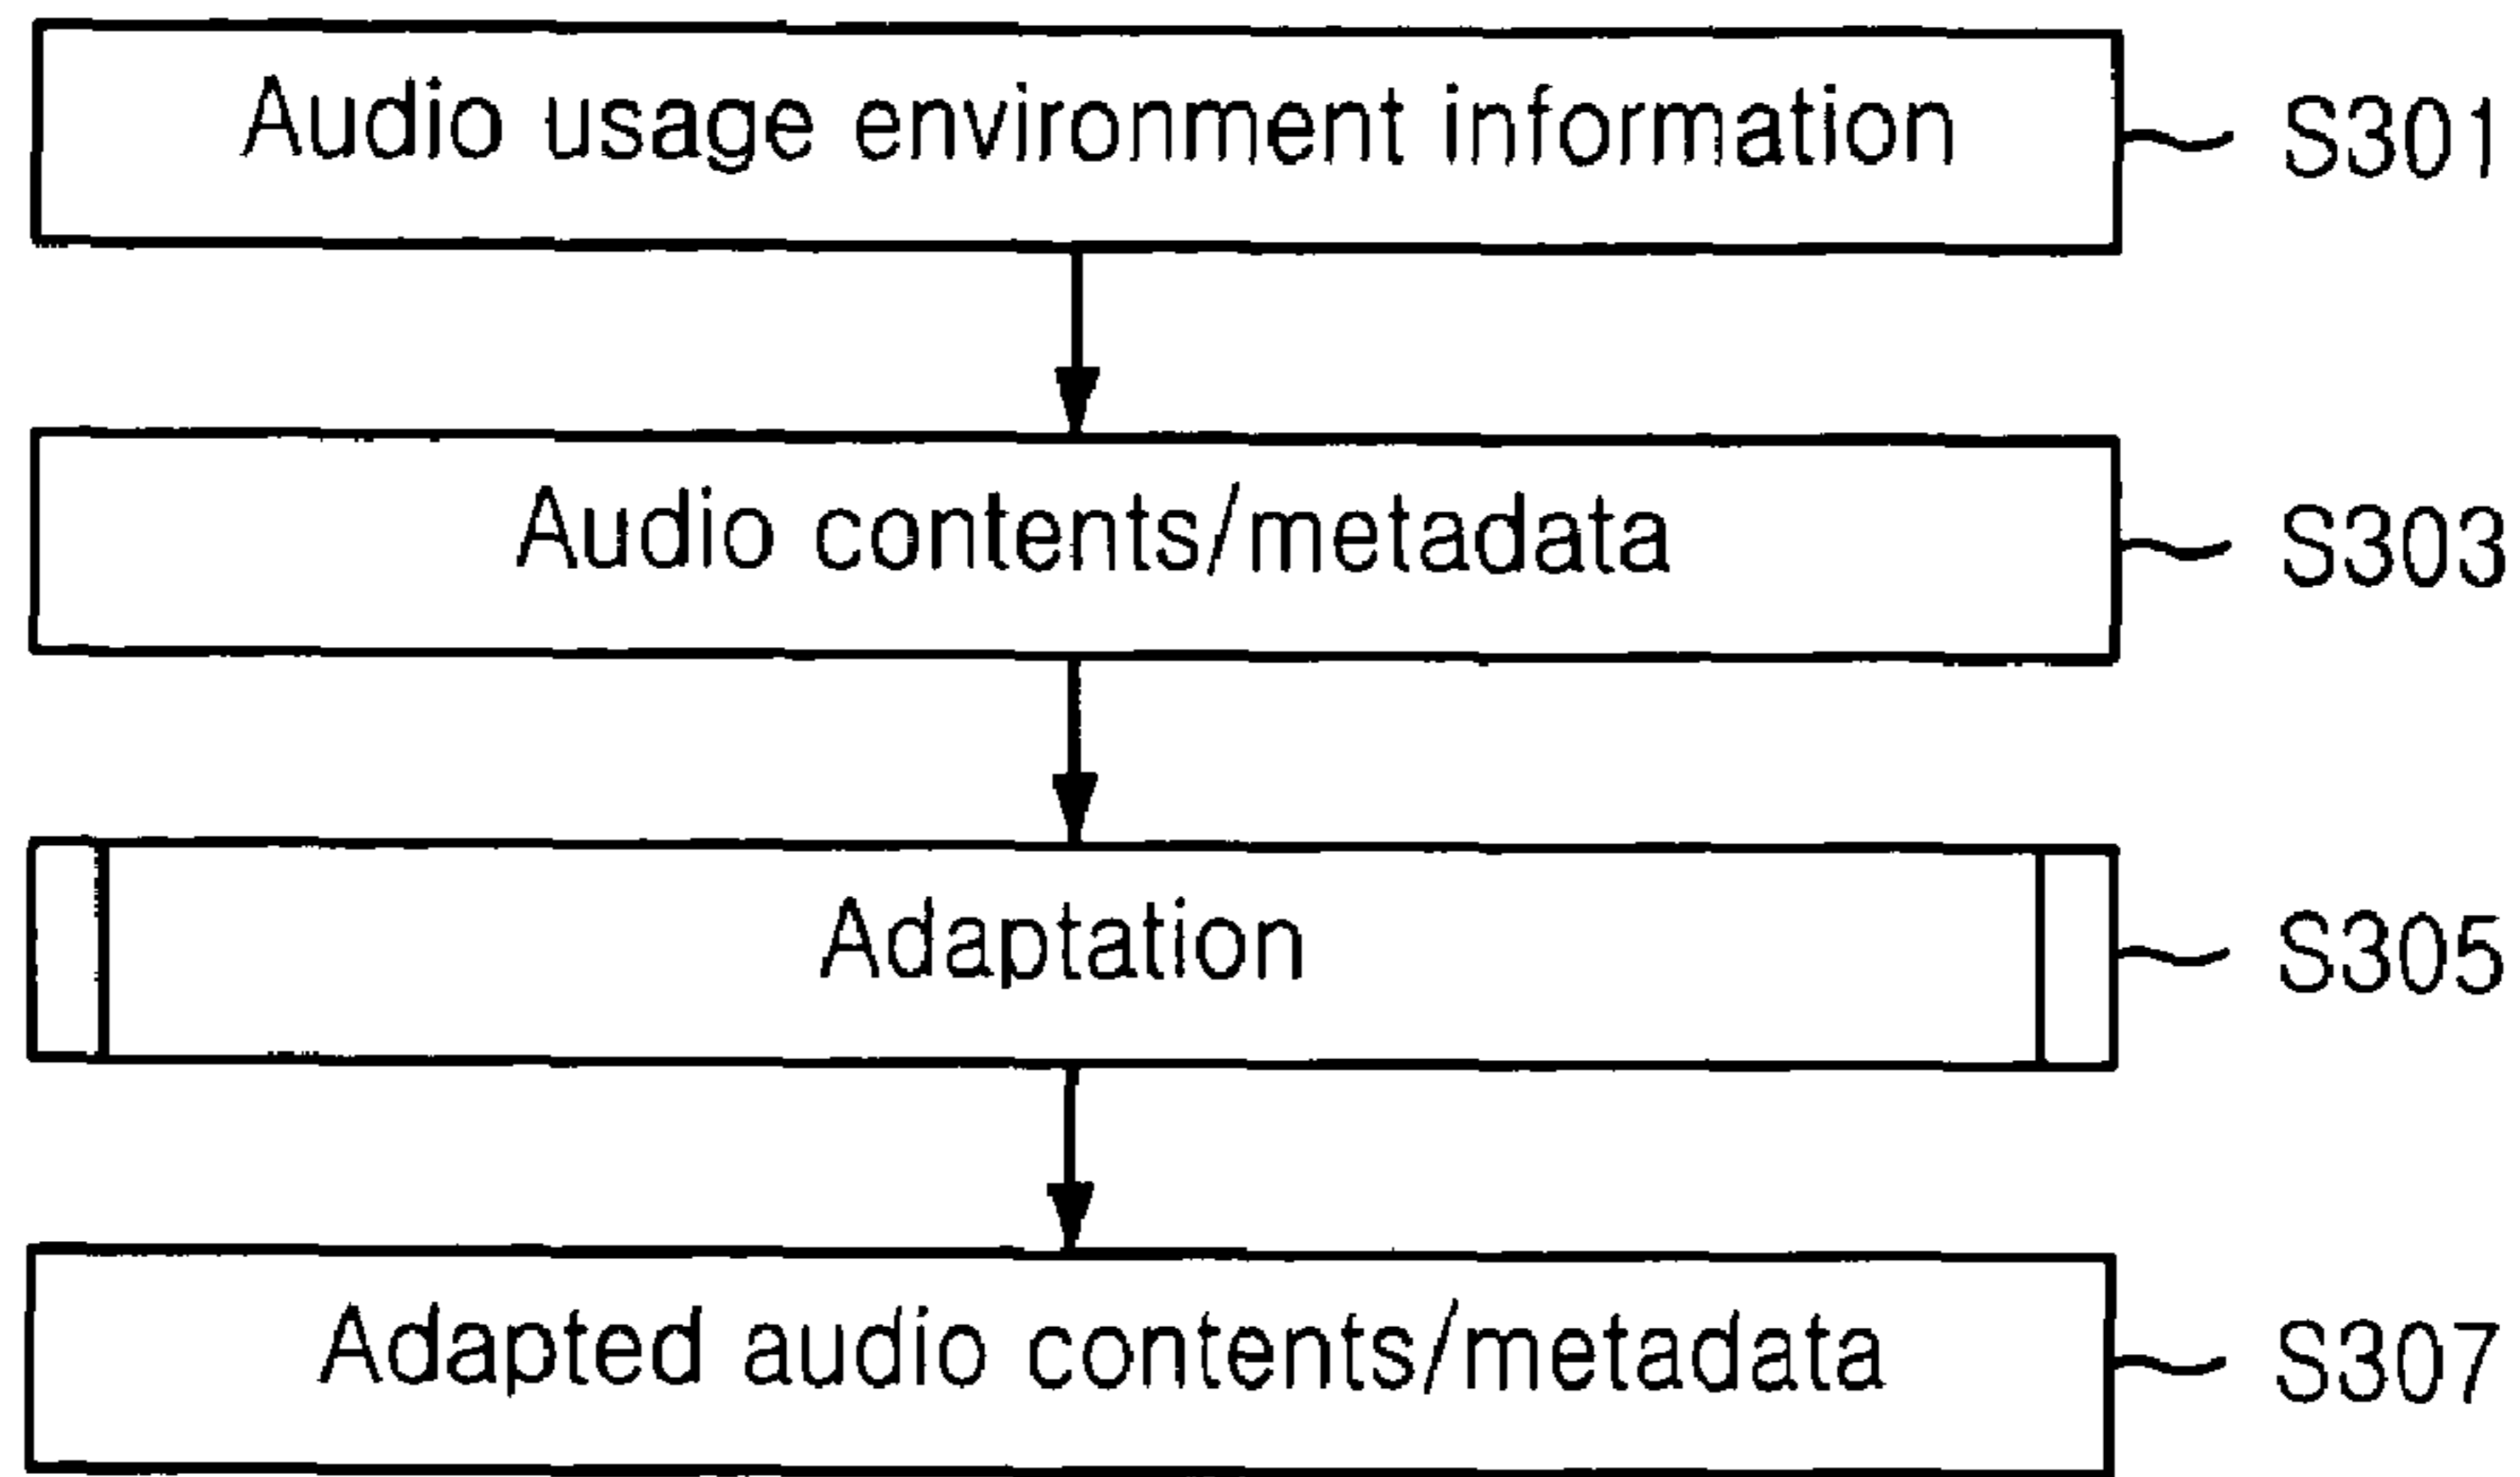 Audio usage environment information S301
Audio contents/metadata S303
Adaptation S305
Adapted audio contents/metadata S307